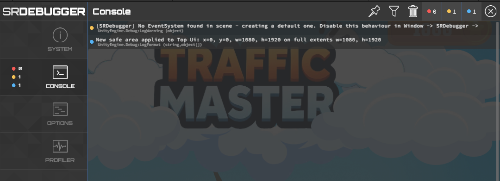 SRDEBUGGER
Console
0 1 1
[SRDebugger] No EventSystem found in scene - creating a default one. Disable this behaviour in Window -> SRDebugger ->
UnityEngine.Debug:LogWarning (object)
New safe area applied to Top Ui: x=0, y=0, w=1080, h=1920 on full extents w=1080, h=1920
UnityEngine.Debug:LogFormat (string,object[])
SYSTEM
0
1
1
CONSOLE
OPTIONS
PROFILER
TRAFFIC
MASTER